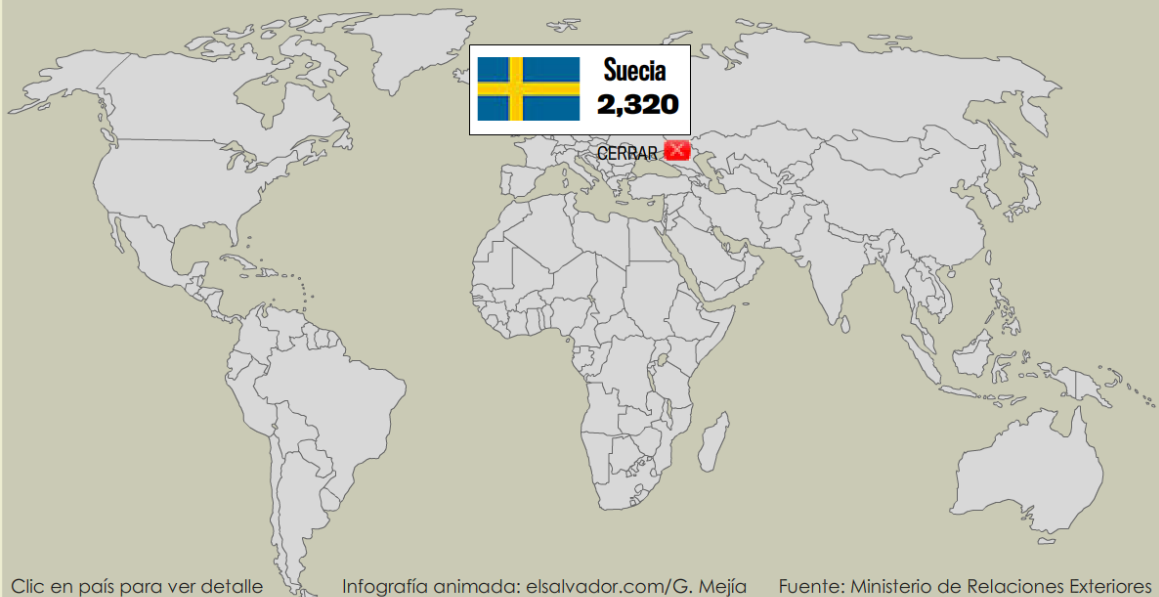 Suecia
2,320
CERRAR
Clic en país para ver detalle
Infografía animada: elsalvador.com/G. Mejía
Fuente: Ministerio de Relaciones Exteriores